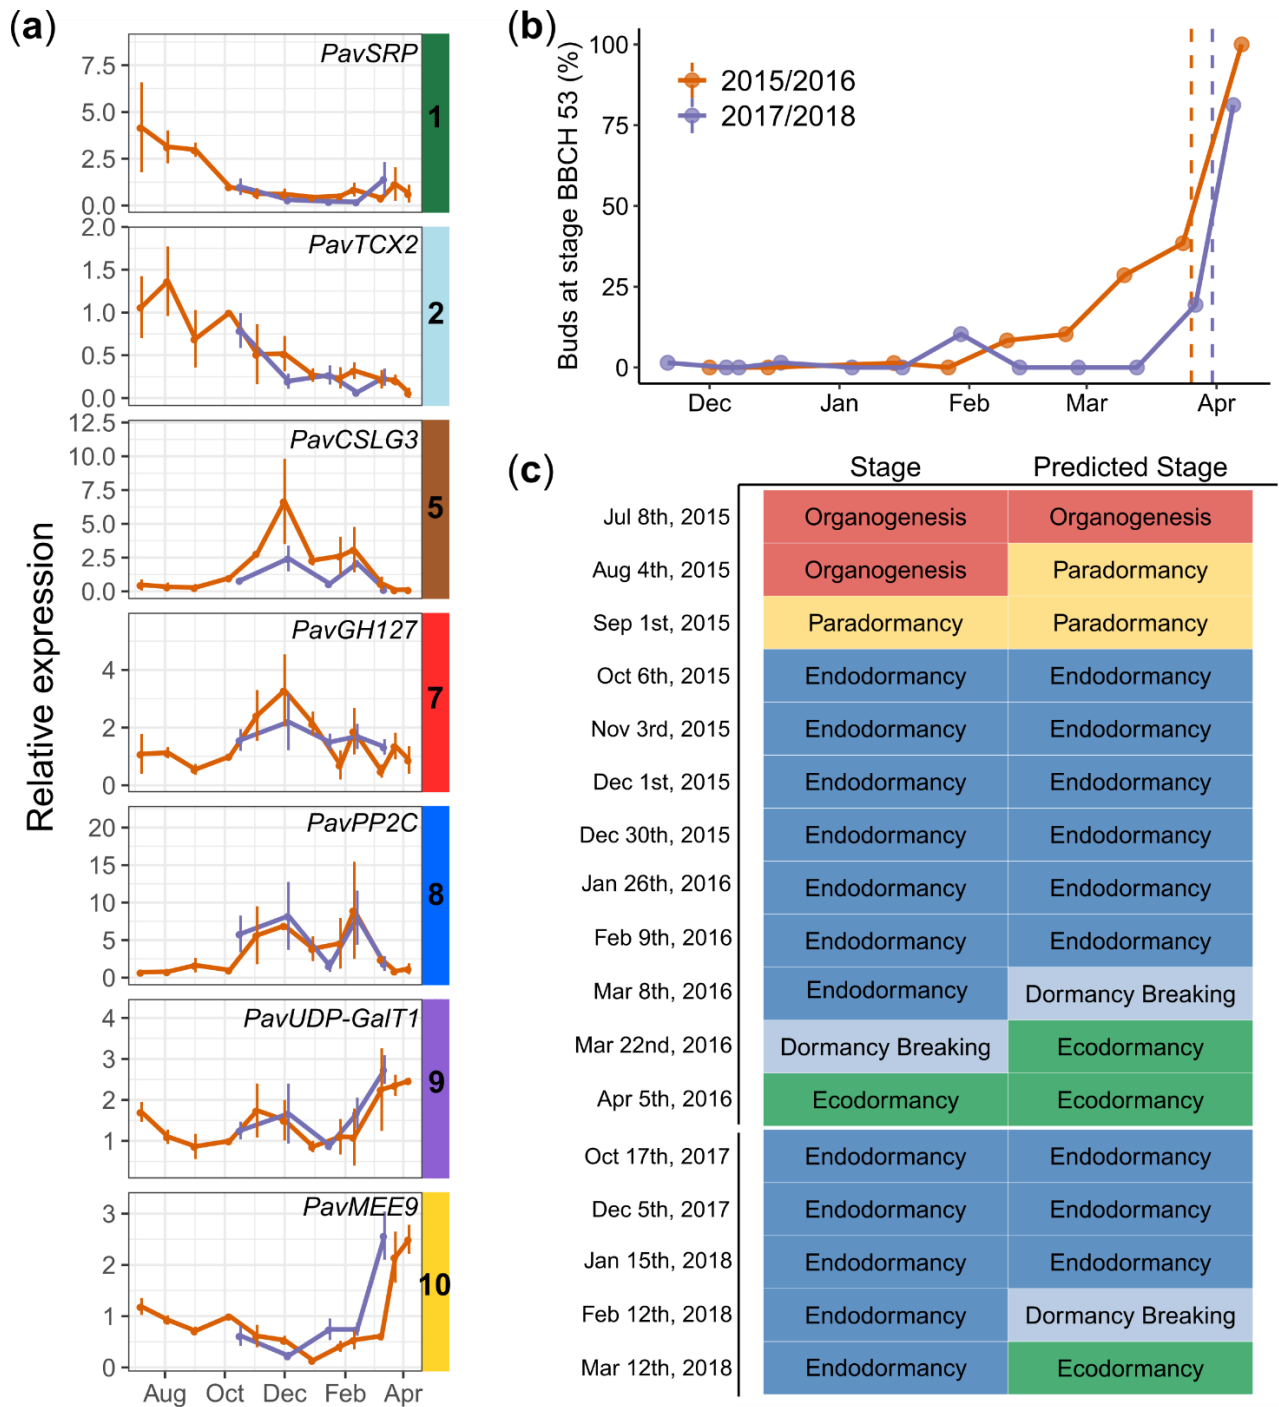 (a)
Relative expression
PavSRP
1
7.5
5.0
2.5
0.0
PavTCX2
2
2.0
1.5
1.0
0.5
0.0
PavCSLG3
5
12.5
10.0
7.5
5.0
2.5
0.0
PavGH127
7
4
2
0
PavPP2C
8
20
15
10
5
0
PavUDP-GalT1
9
4
3
2
1
PavMEE9
10
3
2
1
0
Aug Oct Dec Feb Apr
(b)
Buds at stage BBCH 53 (%)
100
75
50
25
0
2015/2016
2017/2018
Dec Jan Feb Mar Apr
(c)
Stage Predicted Stage
Jul 8th, 2015 Organogenesis Organogenesis
Aug 4th, 2015 Organogenesis Paradormancy
Sep 1st, 2015 Paradormancy Paradormancy
Oct 6th, 2015 Endodormancy Endodormancy
Nov 3rd, 2015 Endodormancy Endodormancy
Dec 1st, 2015 Endodormancy Endodormancy
Dec 30th, 2015 Endodormancy Endodormancy
Jan 26th, 2016 Endodormancy Endodormancy
Feb 9th, 2016 Endodormancy Endodormancy
Mar 8th, 2016 Endodormancy Dormancy Breaking
Mar 22nd, 2016 Dormancy Breaking Ecodormancy
Apr 5th, 2016 Ecodormancy Ecodormancy
Oct 17th, 2017 Endodormancy Endodormancy
Dec 5th, 2017 Endodormancy Endodormancy
Jan 15th, 2018 Endodormancy Endodormancy
Feb 12th, 2018 Endodormancy Dormancy Breaking
Mar 12th, 2018 Endodormancy Ecodormancy